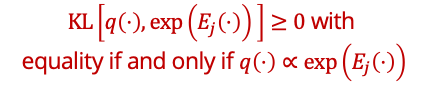 KL [q(·), exp (E_j(·))] ≥ 0 with
equality if and only if q(·) ∝ exp (E_j(·))